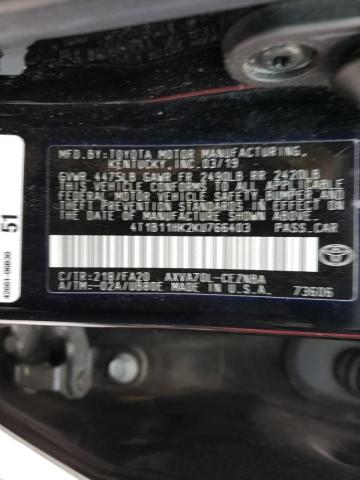 MFD.BY:TOYOTA MOTOR MANUFACTURING,
KENTUCKY, INC. 03/19
GVWR 4475LB GAWR FR 2490LB RR 2420LB
THIS VEHICLE CONFORMS TO ALL APPLICABLE
FEDERAL MOTOR VEHICLE SAFETY, BUMPER, AND
THEFT PREVENTION STANDARDS IN EFFECT ON
THE DATE OF MANUFACTURE SHOWN ABOVE.
4T1B11HK2KU766403 PASS.CAR
C/TR:218/FA20 AXVA70L-CEZNBA
A/TM:-02A/UB80E MADE IN U.S.A.
73606
51
42661-06830